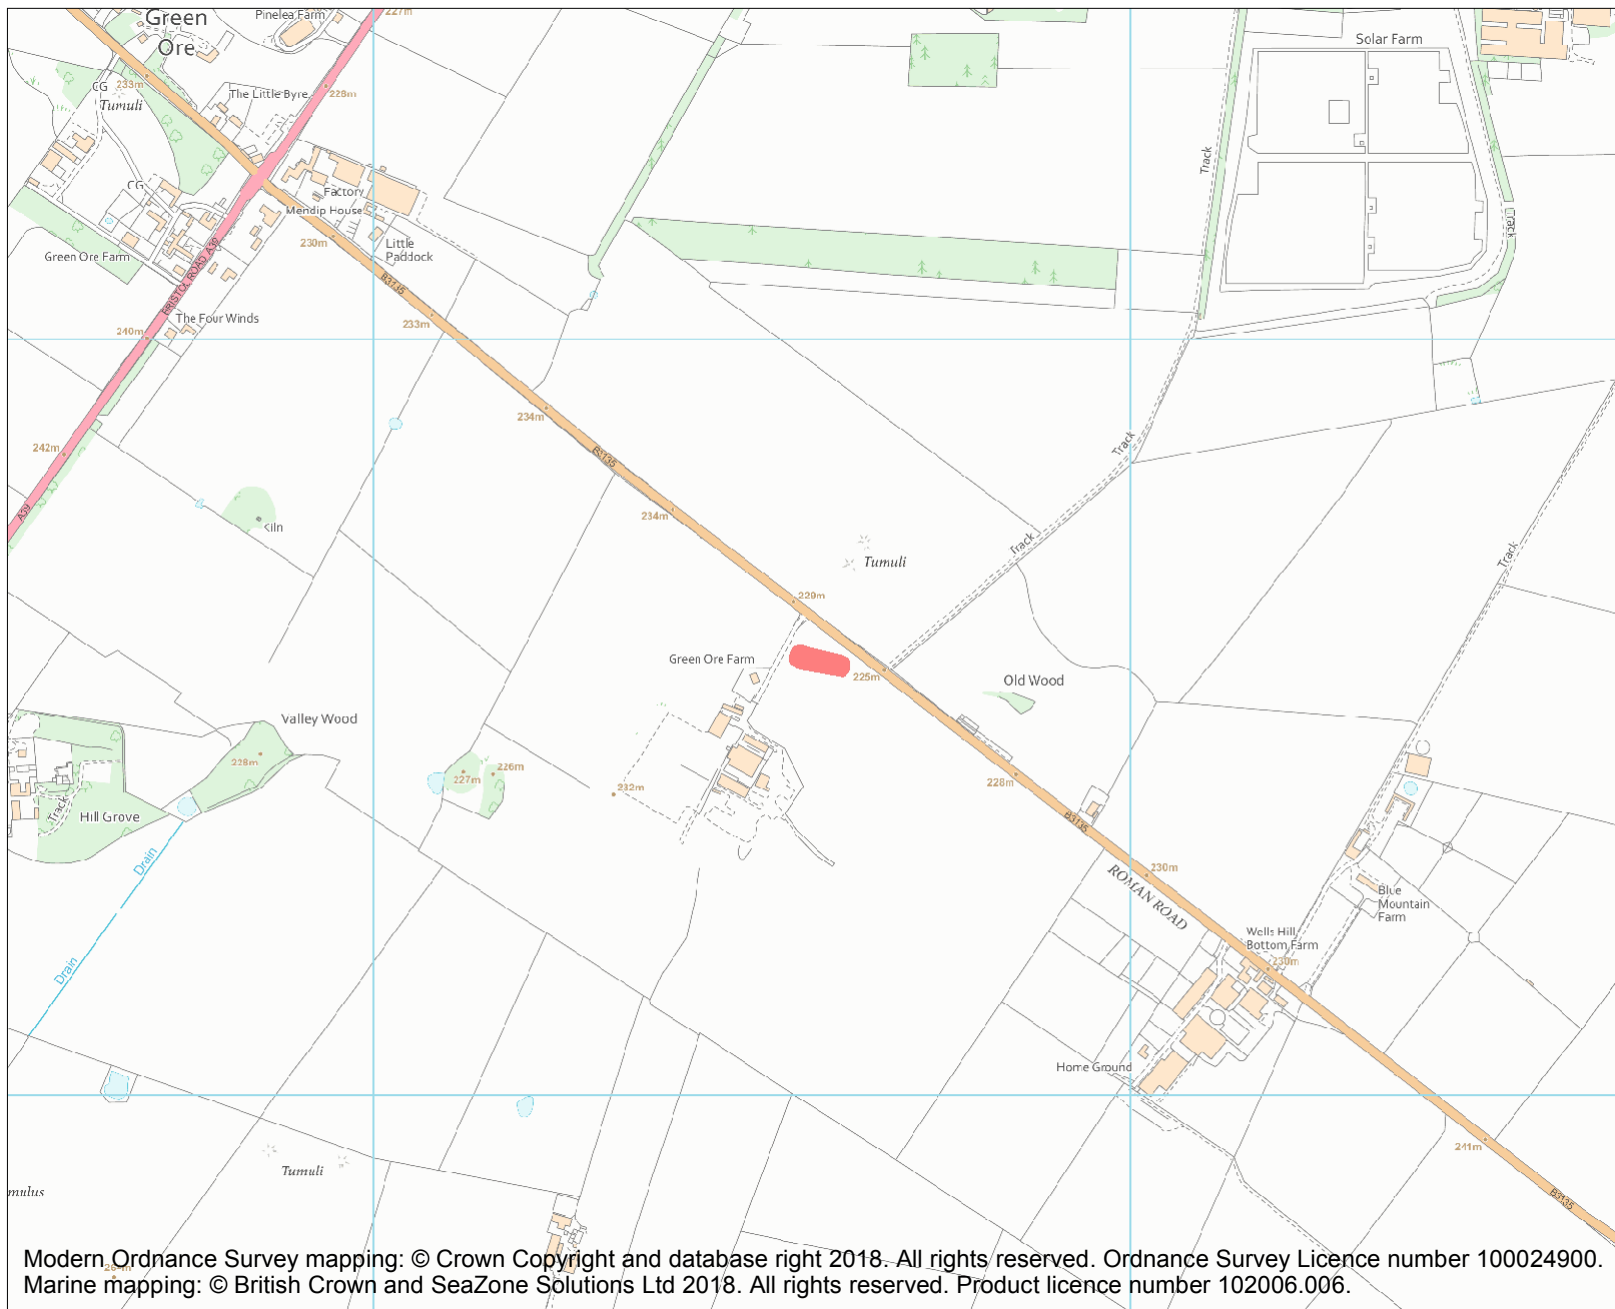 Green
Ore
Pinelea Farm
227m
Solar Farm
CG
233m
Tumuli
The Little Byre
228m
Track
CG
Factory
Mendip House
230m
Little
Paddock
Track
Green Ore Farm
BRISTOL ROAD A39
B3135
The Four Winds
240m
233m
234m
Track
242m
B3135
A39
234m
Kiln
Track
Tumuli
Track
229m
Green Ore Farm
225m
Old Wood
Valley Wood
228m
227m
226m
232m
228m
Track
Hill Grove
B3135
Drain
230m
ROMAN ROAD
Blue
Mountain
Farm
Wells Hill
Bottom Farm
230m
Drain
Home Ground
241m
Tumuli
mulus
B3135
Modern Ordnance Survey mapping: © Crown Copyright and database right 2018. All rights reserved. Ordnance Survey Licence number 100024900.
Marine mapping: © British Crown and SeaZone Solutions Ltd 2018. All rights reserved. Product licence number 102006.006.